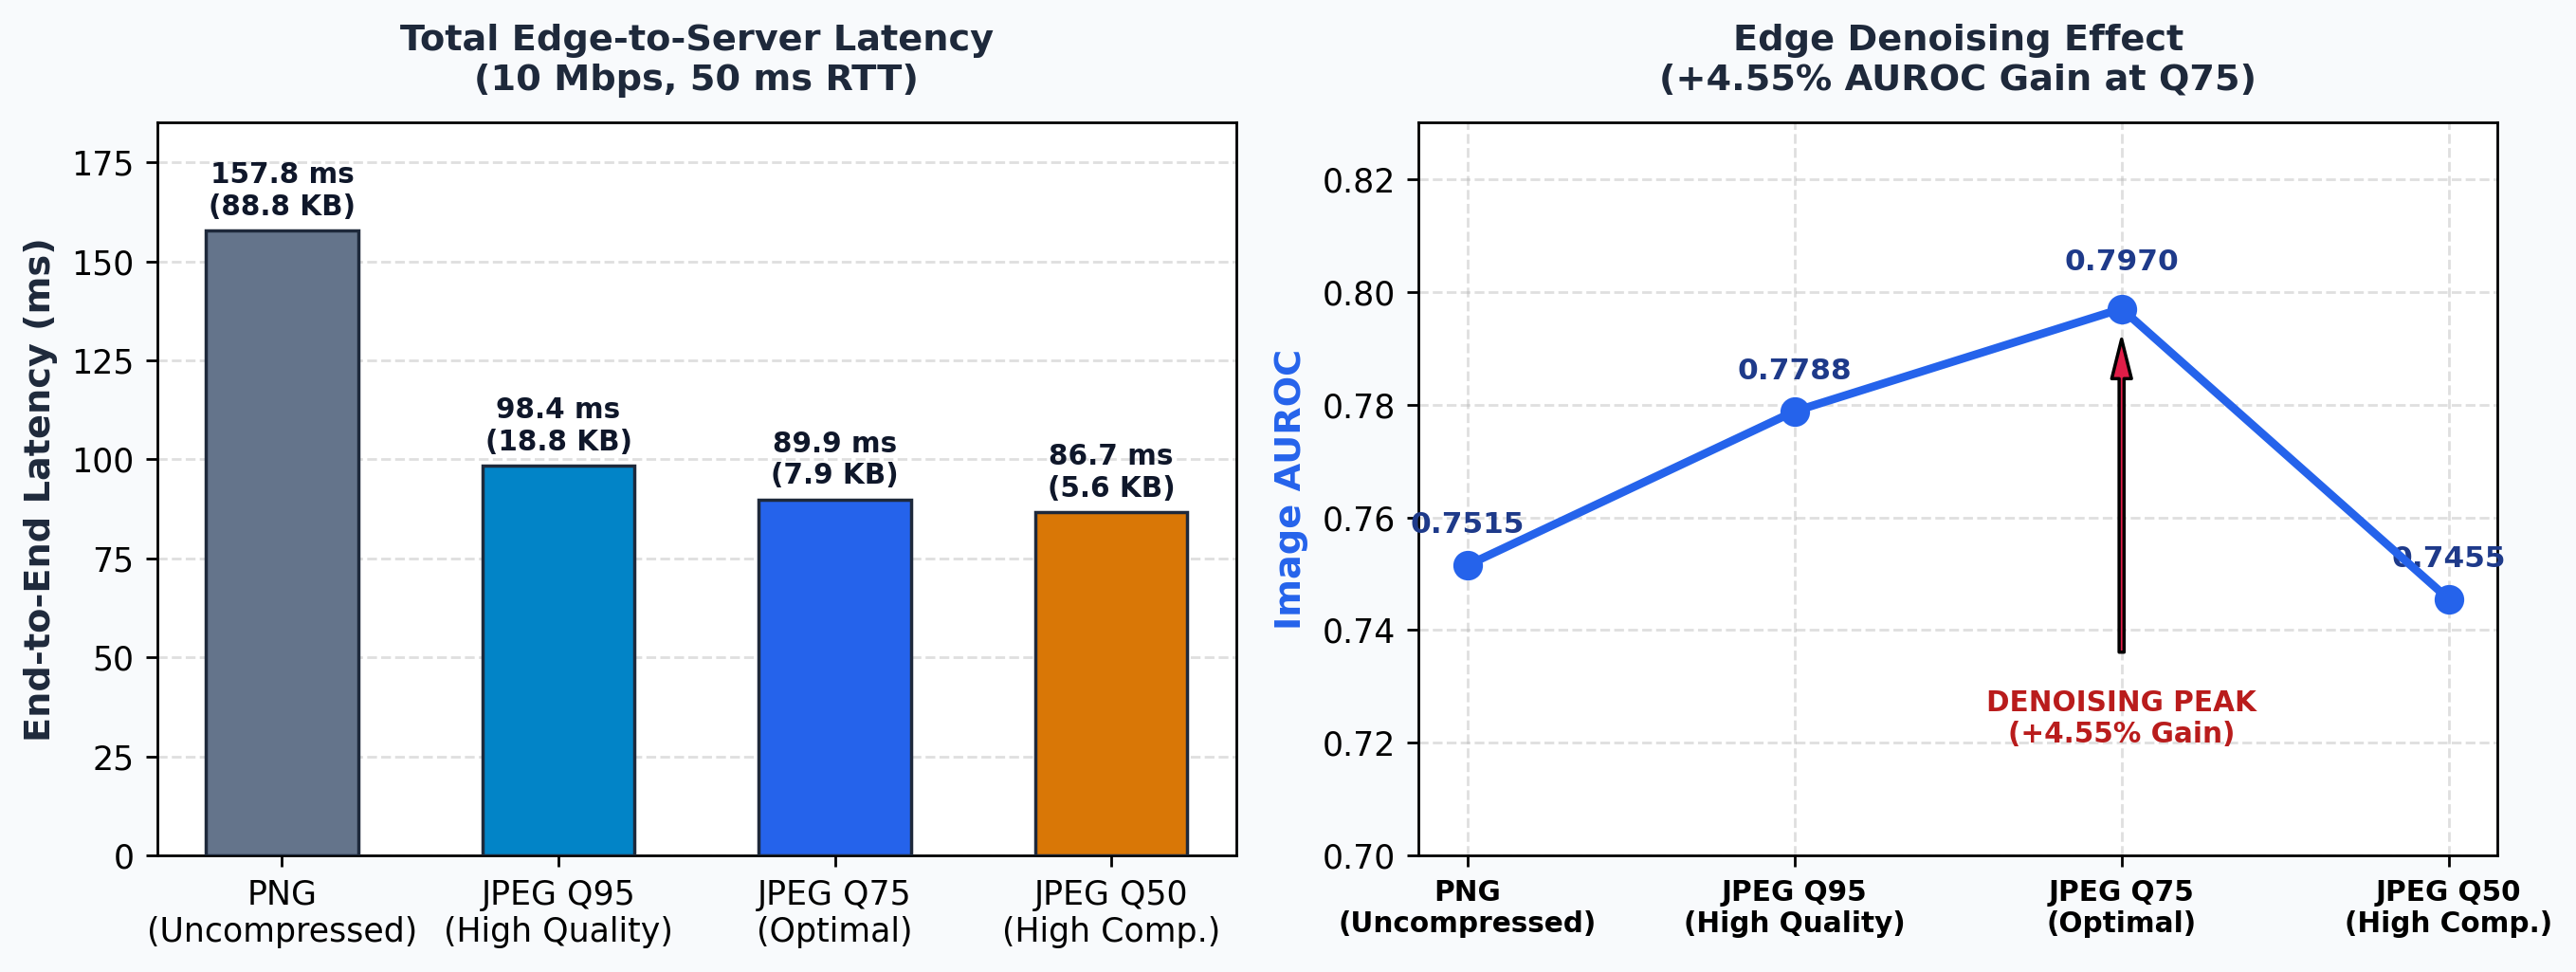 Total Edge-to-Server Latency
(10 Mbps, 50 ms RTT)
End-to-End Latency (ms)
175
150
125
100
75
50
25
0
157.8 ms
(88.8 KB)
98.4 ms
(18.8 KB)
89.9 ms
(7.9 KB)
86.7 ms
(5.6 KB)
PNG
(Uncompressed)
JPEG Q95
(High Quality)
JPEG Q75
(Optimal)
JPEG Q50
(High Comp.)
Edge Denoising Effect
(+4.55% AUROC Gain at Q75)
Image AUROC
0.82
0.80
0.78
0.76
0.74
0.72
0.70
0.7515
0.7788
0.7970
0.7455
DENOISING PEAK
(+4.55% Gain)
PNG
(Uncompressed)
JPEG Q95
(High Quality)
JPEG Q75
(Optimal)
JPEG Q50
(High Comp.)